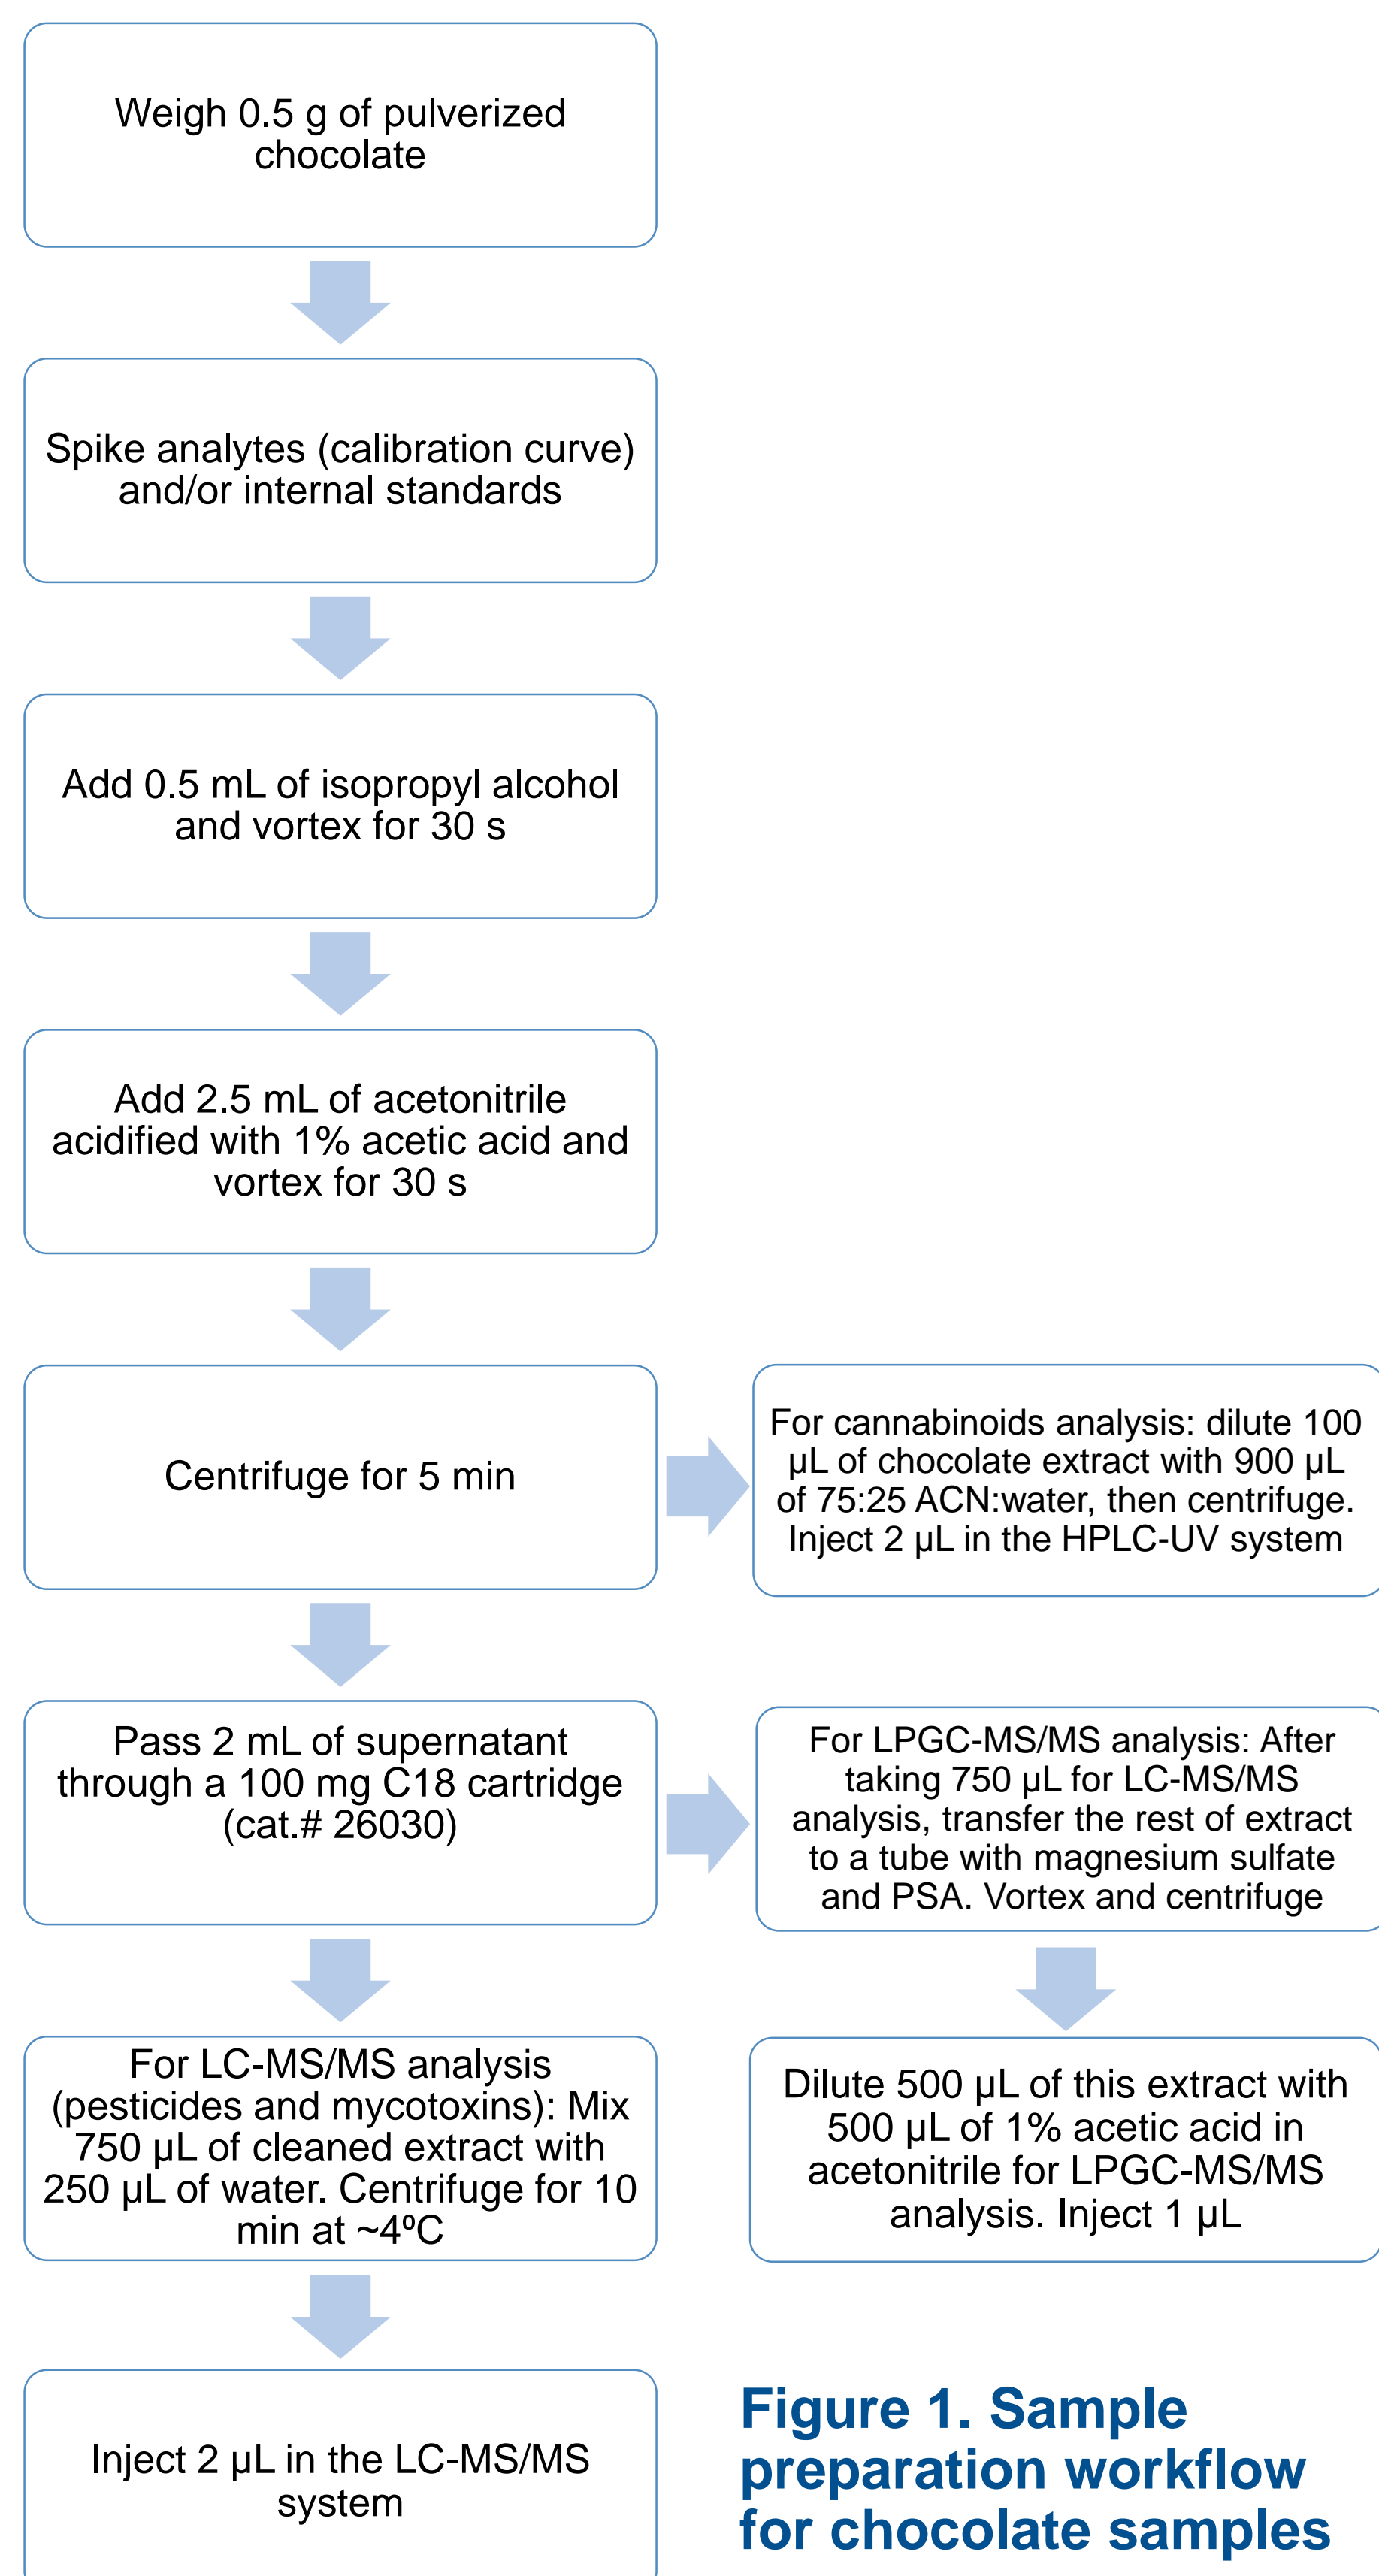 Weigh 0.5 g of pulverized
chocolate
Spike analytes (calibration curve)
and/or internal standards
Add 0.5 mL of isopropyl alcohol
and vortex for 30 s
Add 2.5 mL of acetonitrile
acidified with 1% acetic acid and
vortex for 30 s
Centrifuge for 5 min
For cannabinoids analysis: dilute 100
µL of chocolate extract with 900 µL
of 75:25 ACN:water, then centrifuge.
Inject 2 µL in the HPLC-UV system
Pass 2 mL of supernatant
through a 100 mg C18 cartridge
(cat.# 26030)
For LPGC-MS/MS analysis: After
taking 750 µL for LC-MS/MS
analysis, transfer the rest of extract
to a tube with magnesium sulfate
and PSA. Vortex and centrifuge
For LC-MS/MS analysis
(pesticides and mycotoxins): Mix
750 µL of cleaned extract with
250 µL of water. Centrifuge for 10
min at ~4ºC
Dilute 500 µL of this extract with
500 µL of 1% acetic acid in
acetonitrile for LPGC-MS/MS
analysis. Inject 1 µL
Inject 2 µL in the LC-MS/MS
system
Figure 1. Sample
preparation workflow
for chocolate samples